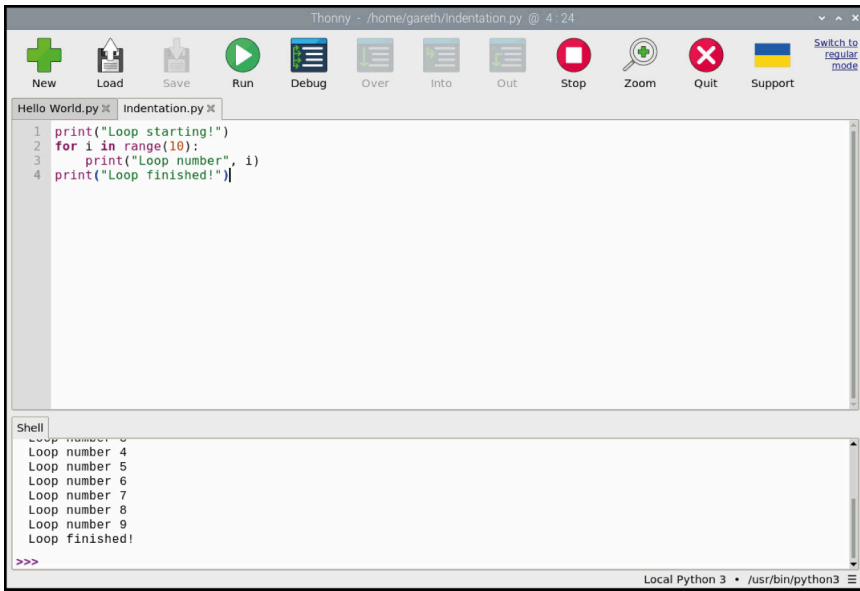 Thonny - /home/gareth/Indentation.py @ 4:24
New Load Save Run Debug Over Into Out Stop Zoom Quit Support
Switch to
regular
mode
Hello World.py Indentation.py
1 print("Loop starting!")
2 for i in range(10):
3     print("Loop number", i)
4 print("Loop finished!")
Shell
Loop number
Loop number 4
Loop number 5
Loop number 6
Loop number 7
Loop number 8
Loop number 9
Loop finished!
>>>
Local Python 3 • /usr/bin/python3 ☰